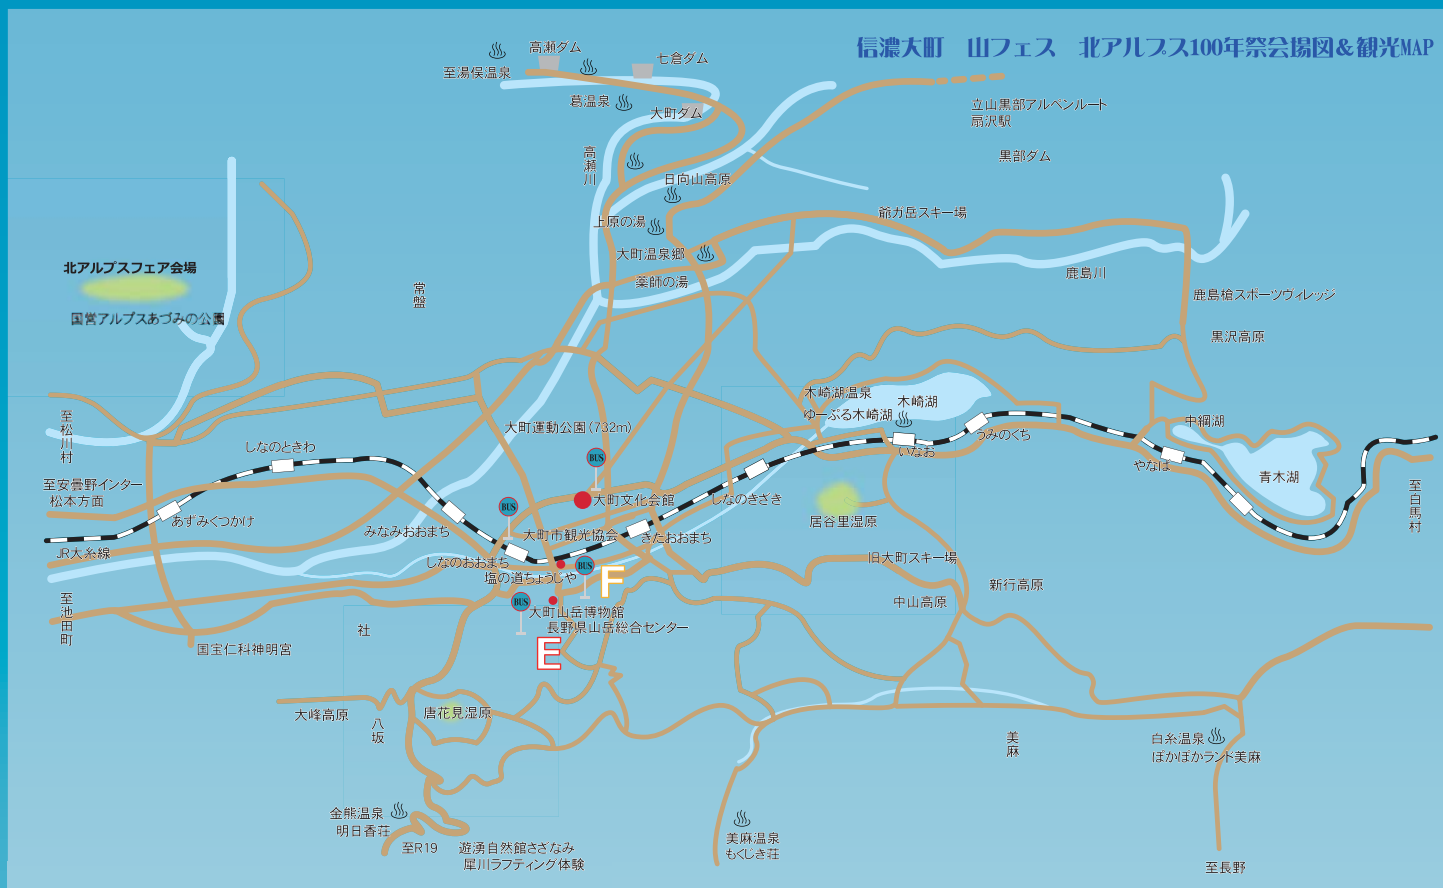 信濃大町　山フェス　北アルプス100年祭会場図＆観光MAP
高瀬ダム
七倉ダム
至湯俣温泉
葛温泉
大町ダム
立山黒部アルペンルート
扇沢駅
黒部ダム
高瀬川
日向山高原
爺ガ岳スキー場
上原の湯
大町温泉郷
薬師の湯
鹿島川
鹿島槍スポーツヴィレッジ
黒沢高原
北アルプスフェア会場
国営アルプスあづみの公園
常盤
木崎湖温泉
木崎湖
ゆーぷる木崎湖
中綱湖
うみのくち
いなお
やなば
青木湖
至白馬村
至松川村
しなのときわ
大町運動公園(732m)
BUS
至安曇野インター
松本方面
あずみくつかけ
みなみおおまち
BUS
大町文化会館
しなのきざき
居谷里湿原
大町市観光協会
きたおおまち
JR大糸線
しなのおおまち
BUS
塩の道ちょうじや
F
旧大町スキー場
新行高原
中山高原
至池田町
BUS
大町山岳博物館
長野県山岳総合センター
社
国宝仁科神明宮
E
大峰高原
八坂
唐花見湿原
美麻
白糸温泉
ぽかぽかランド美麻
金熊温泉
明日香荘
至R19
遊湧自然館さざなみ
犀川ラフティング体験
美麻温泉
もくじき荘
至長野